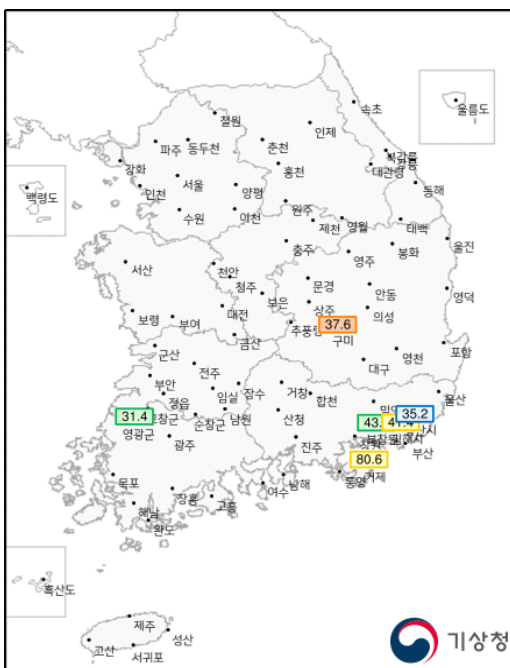 철원
속초
울릉도
파주
동두천
춘천
인제
북강릉
강릉
강화
홍천
대관령
서울
인천
양평
동해
백령도
수원
이천
원주
제천
영월
태백
울진
충주
서산
천안
청주
영주
봉화
문경
보은
안동
영덕
상주
보령
부여
대전
의성
추풍령
37.6
구미
금산
군산
포항
영천
대구
전주
부안
정읍
임실
장수
거창
합천
울산
31.4
고창군
남원
순창군
산청
35.2
영광군
광주
진주
부산
80.6
거제
통영
목포
장흥
여수
남해
고흥
해남
완도
흑산도
제주
성산
고산
서귀포
기상청